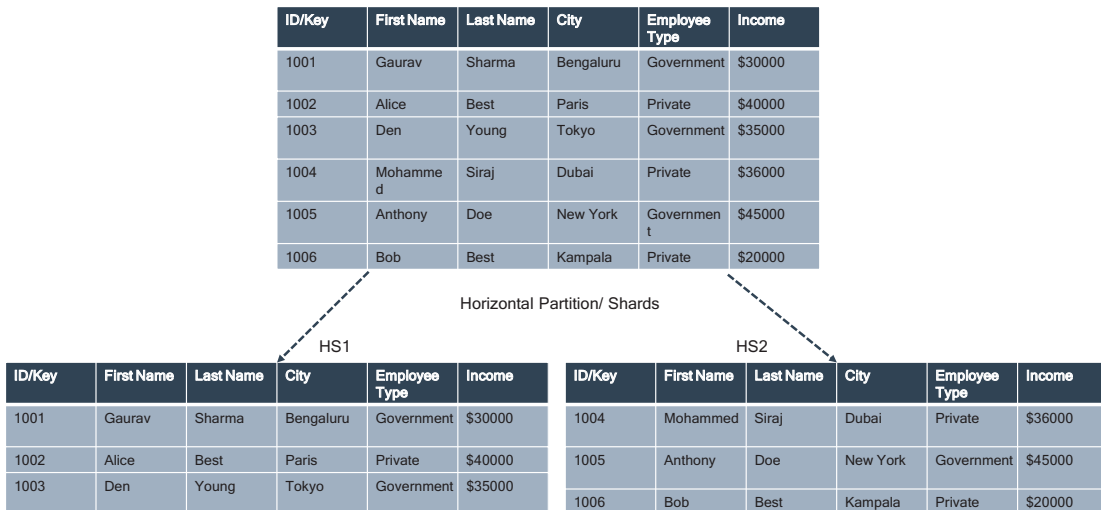 ID/Key First Name Last Name City Employee Type Income
1001 Gaurav Sharma Bengaluru Government $30000
1002 Alice Best Paris Private $40000
1003 Den Young Tokyo Government $35000
1004 Mohammed Siraj Dubai Private $36000
1005 Anthony Doe New York Government $45000
1006 Bob Best Kampala Private $20000
Horizontal Partition/ Shards
HS1
ID/Key First Name Last Name City Employee Type Income
1001 Gaurav Sharma Bengaluru Government $30000
1002 Alice Best Paris Private $40000
1003 Den Young Tokyo Government $35000
HS2
ID/Key First Name Last Name City Employee Type Income
1004 Mohammed Siraj Dubai Private $36000
1005 Anthony Doe New York Government $45000
1006 Bob Best Kampala Private $20000